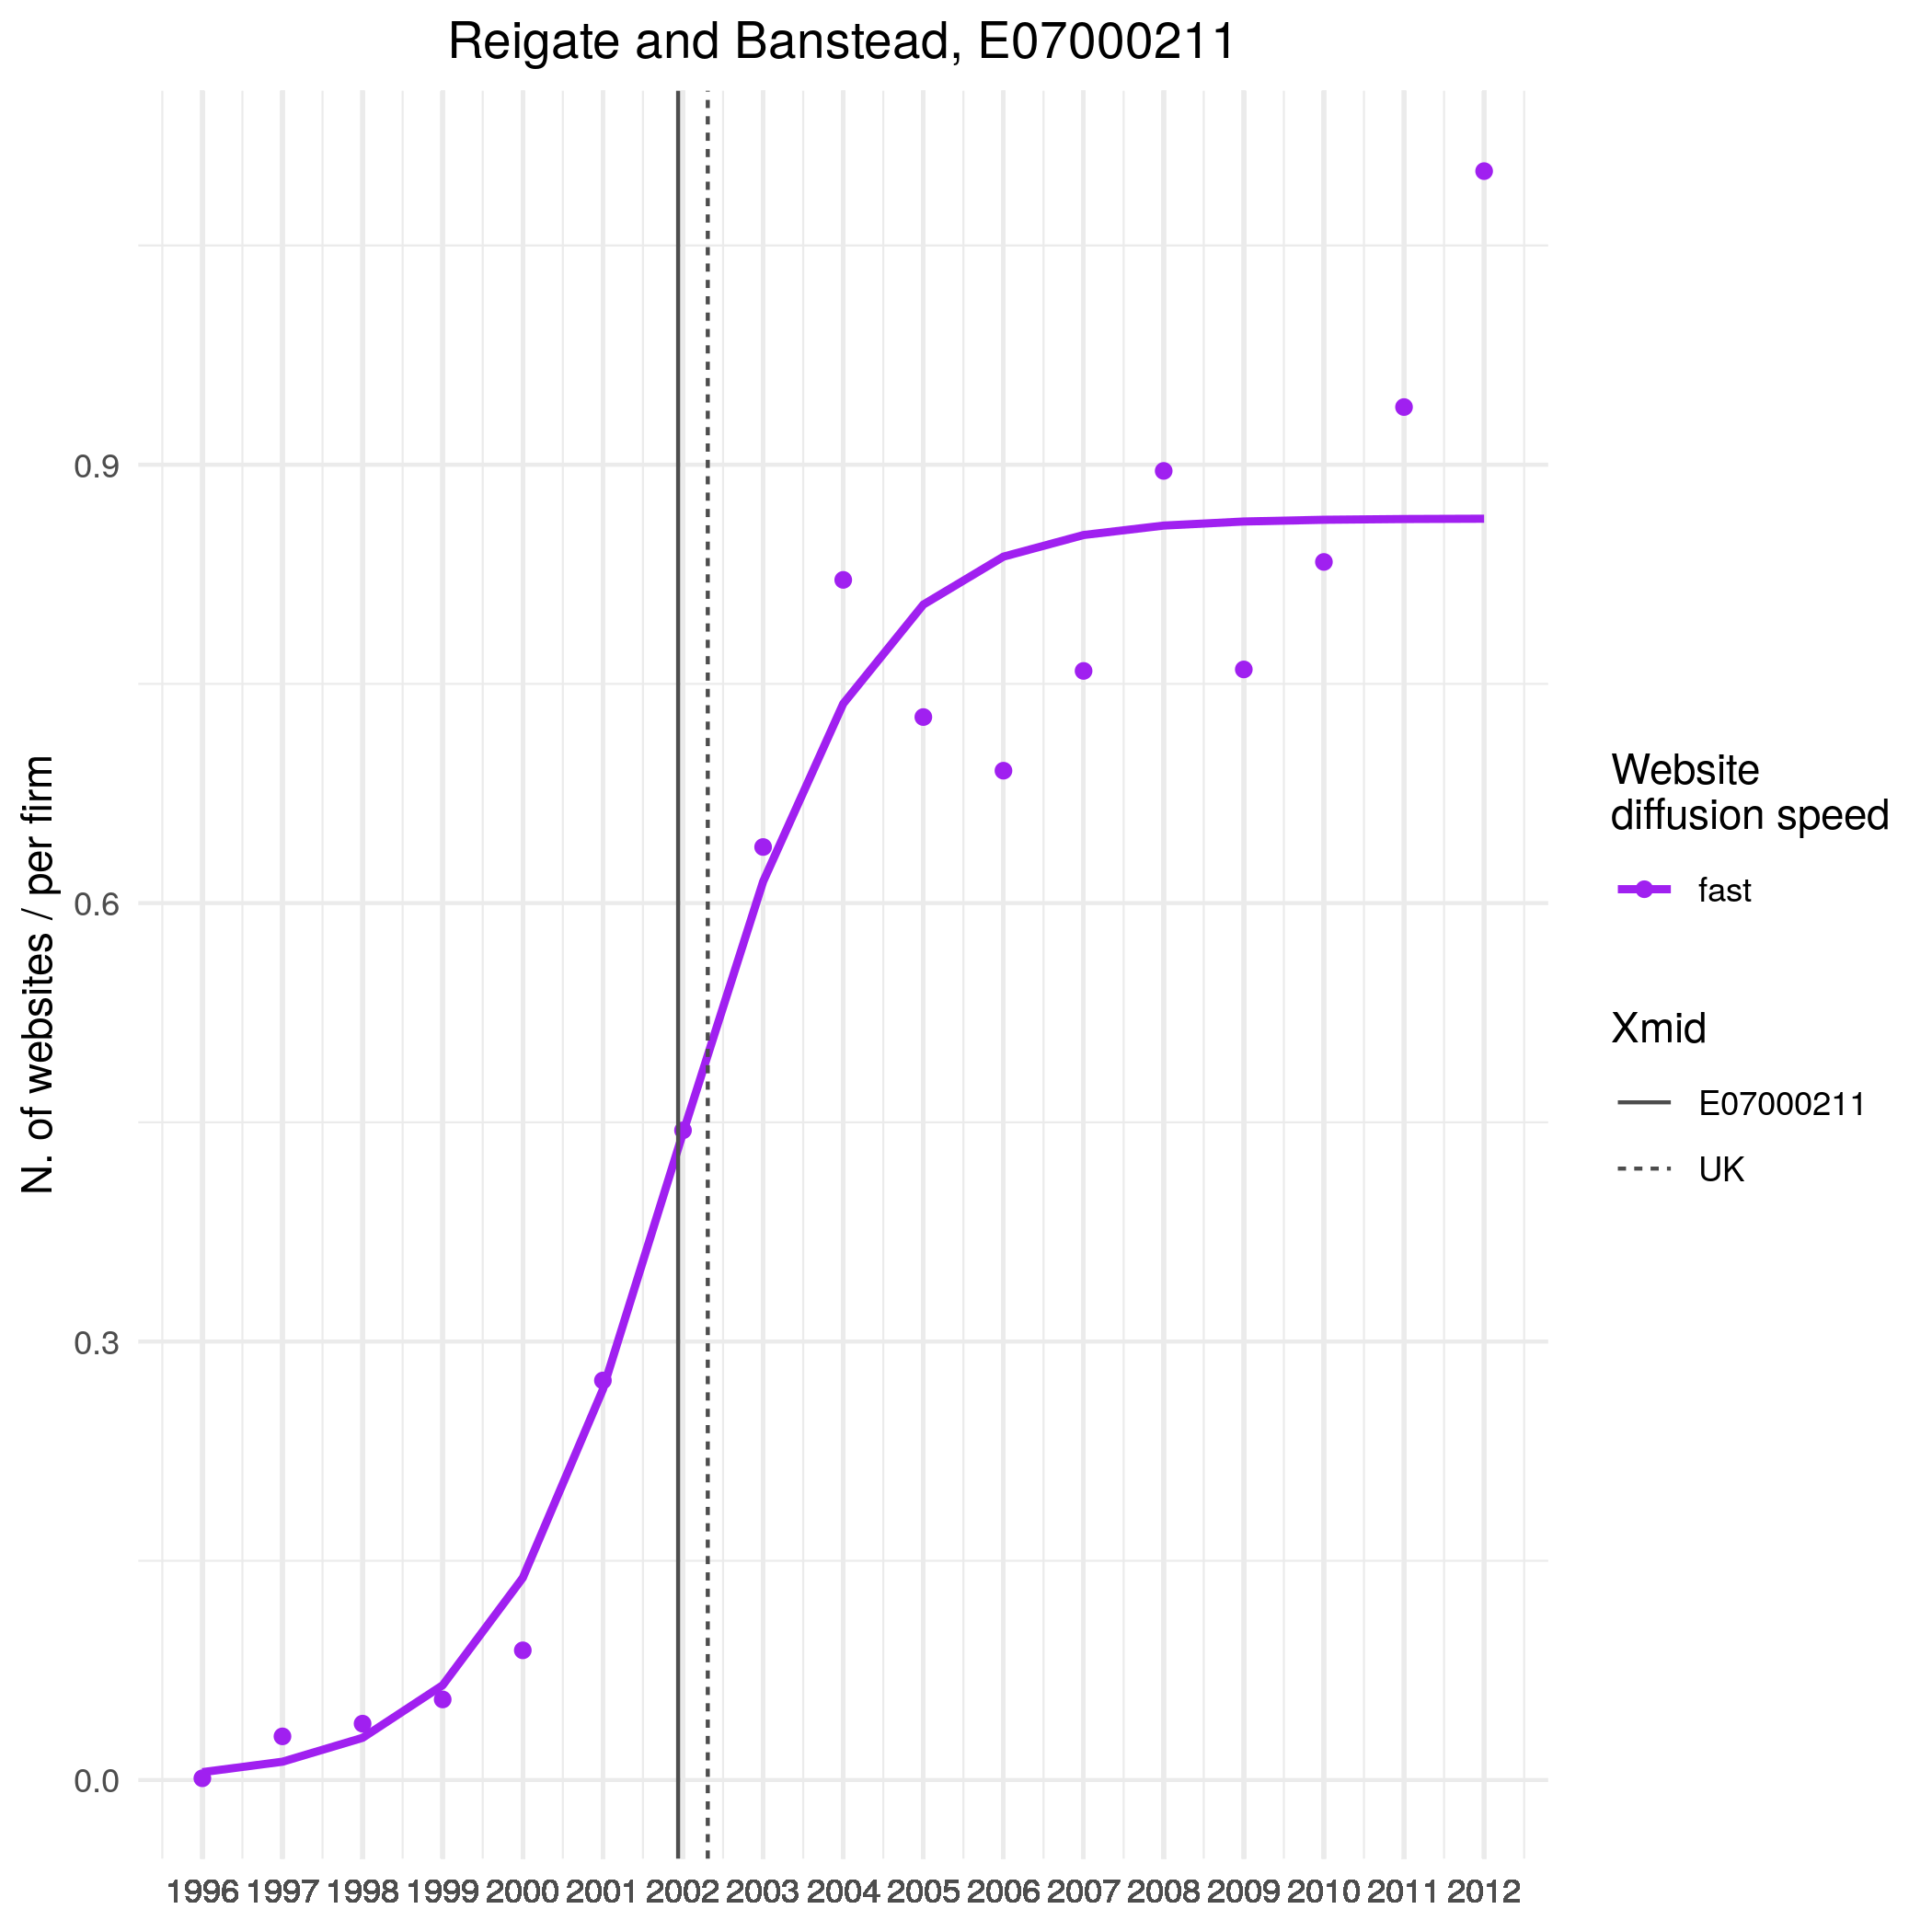 Reigate and Banstead, E07000211
N. of websites / per firm
0.9
0.6
0.3
0.0
1996 1997 1998 1999 2000 2001 2002 2003 2004 2005 2006 2007 2008 2009 2010 2011 2012
Website
diffusion speed
fast
Xmid
E07000211
UK